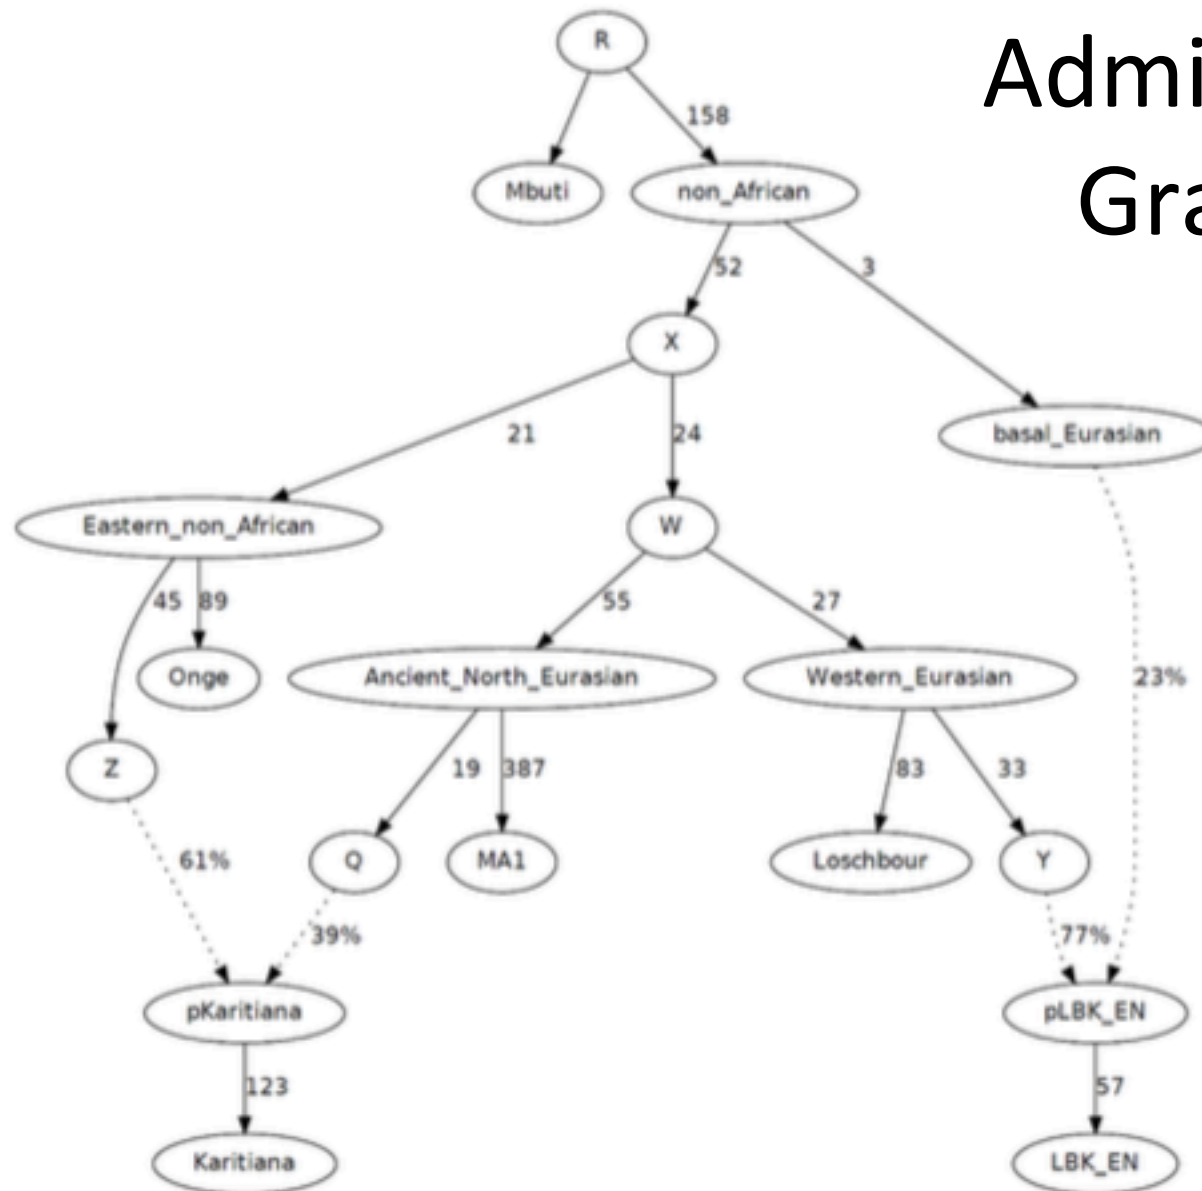 Admi
Gra
R
158
Mbuti
non_African
52
3
X
21
24
basal_Eurasian
Eastern_non_African
W
45
89
55
27
Onge
Ancient_North_Eurasian
Western_Eurasian
23%
Z
19
387
83
33
61%
Q
MA1
Loschbour
Y
39%
77%
pKaritiana
pLBK_EN
123
57
Karitiana
LBK_EN